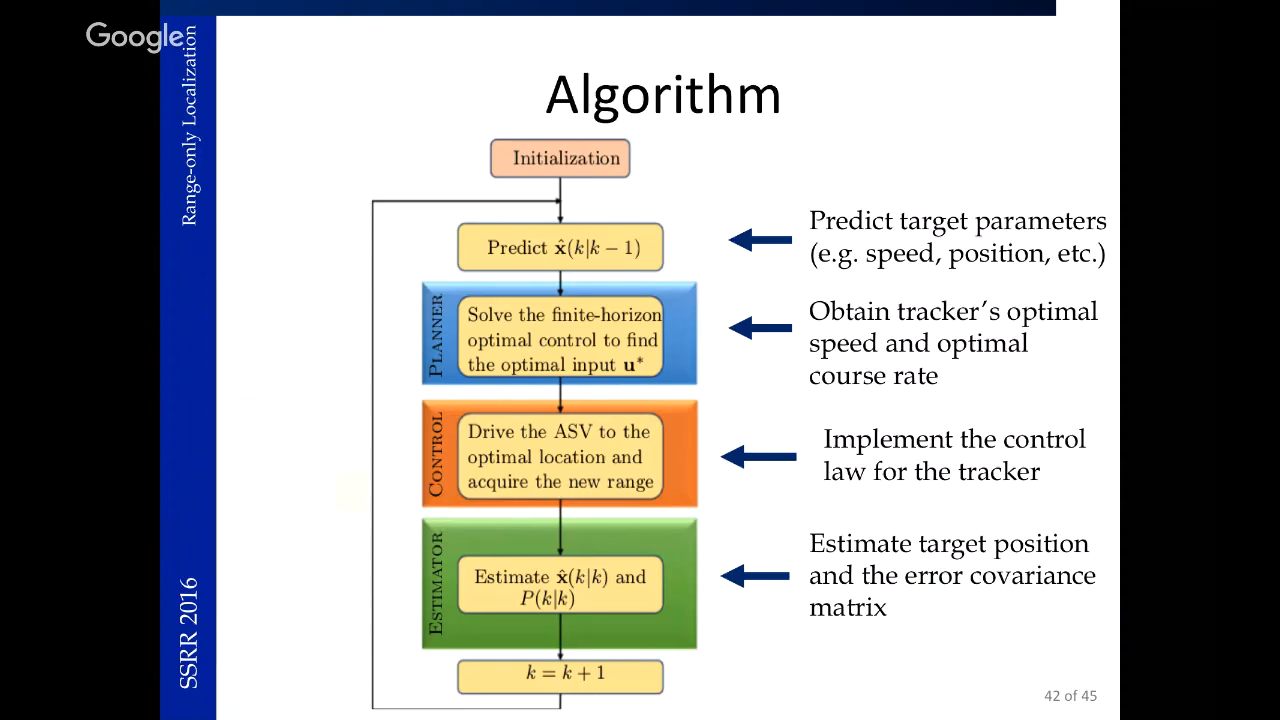 Google
Range-only Localization
SSRR 2016
Algorithm
Initialization
Predict x̂(k|k − 1)
Predict target parameters
(e.g. speed, position, etc.)
PLANNER
Solve the finite-horizon
optimal control to find
the optimal input u*
Obtain tracker’s optimal
speed and optimal
course rate
CONTROL
Drive the ASV to the
optimal location and
acquire the new range
Implement the control
law for the tracker
ESTIMATOR
Estimate x̂(k|k) and
P(k|k)
Estimate target position
and the error covariance
matrix
k = k + 1
42 of 45